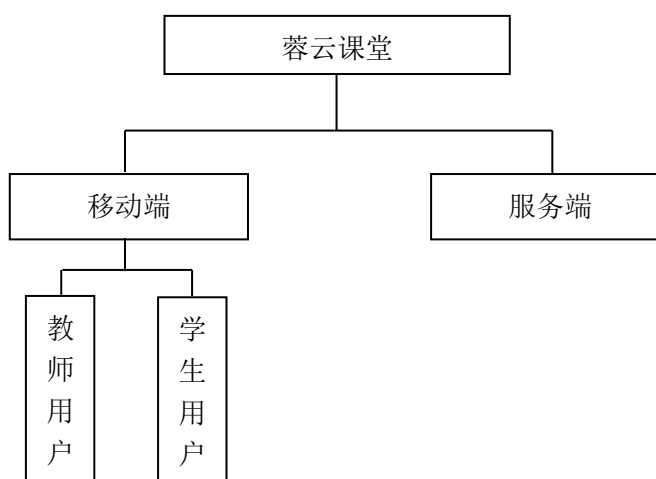 蓉云课堂
移动端
服务端
教师用户
学生用户